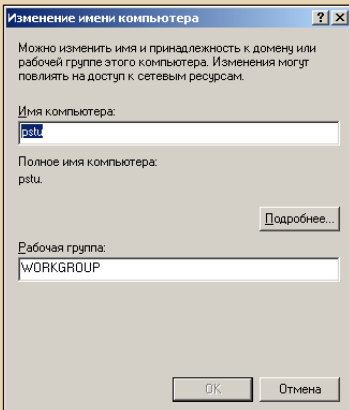 Изменение имени компьютера
Можно изменить имя и принадлежность к домену или
рабочей группе этого компьютера. Изменения могут
повлиять на доступ к сетевым ресурсам.
Имя компьютера:
pstu
Полное имя компьютера:
pstu.
Подробнее...
Рабочая группа:
WORKGROUP
OK
Отмена